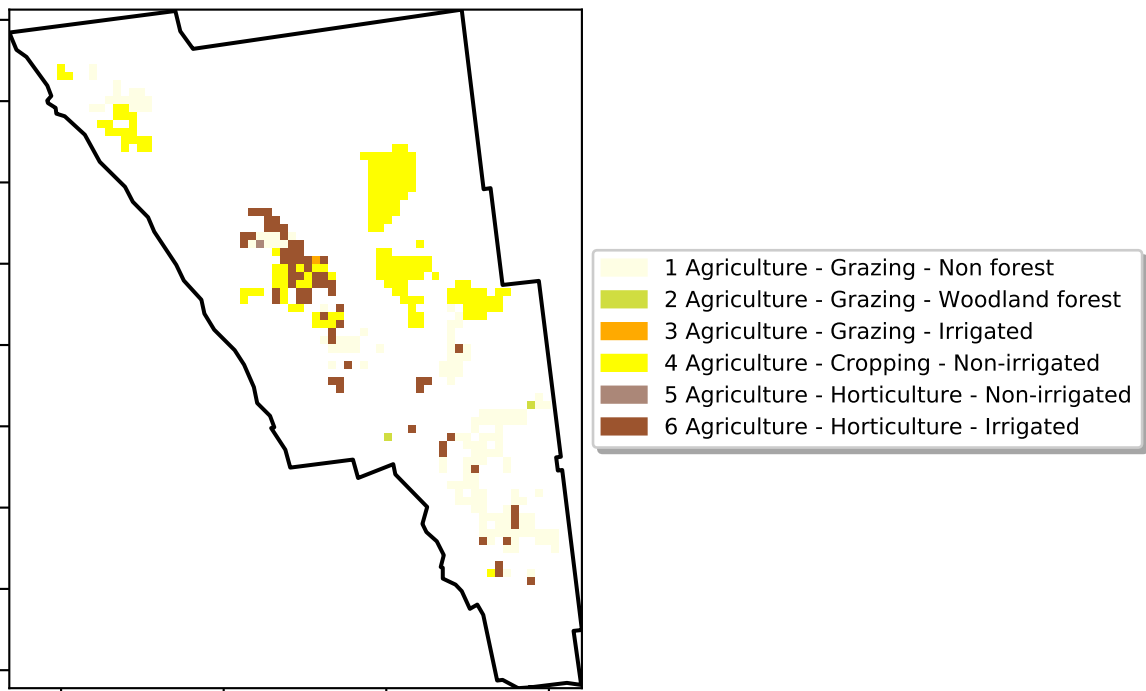 1 Agriculture - Grazing - Non forest
2 Agriculture - Grazing - Woodland forest
3 Agriculture - Grazing - Irrigated
4 Agriculture - Cropping - Non-irrigated
5 Agriculture - Horticulture - Non-irrigated
6 Agriculture - Horticulture - Irrigated